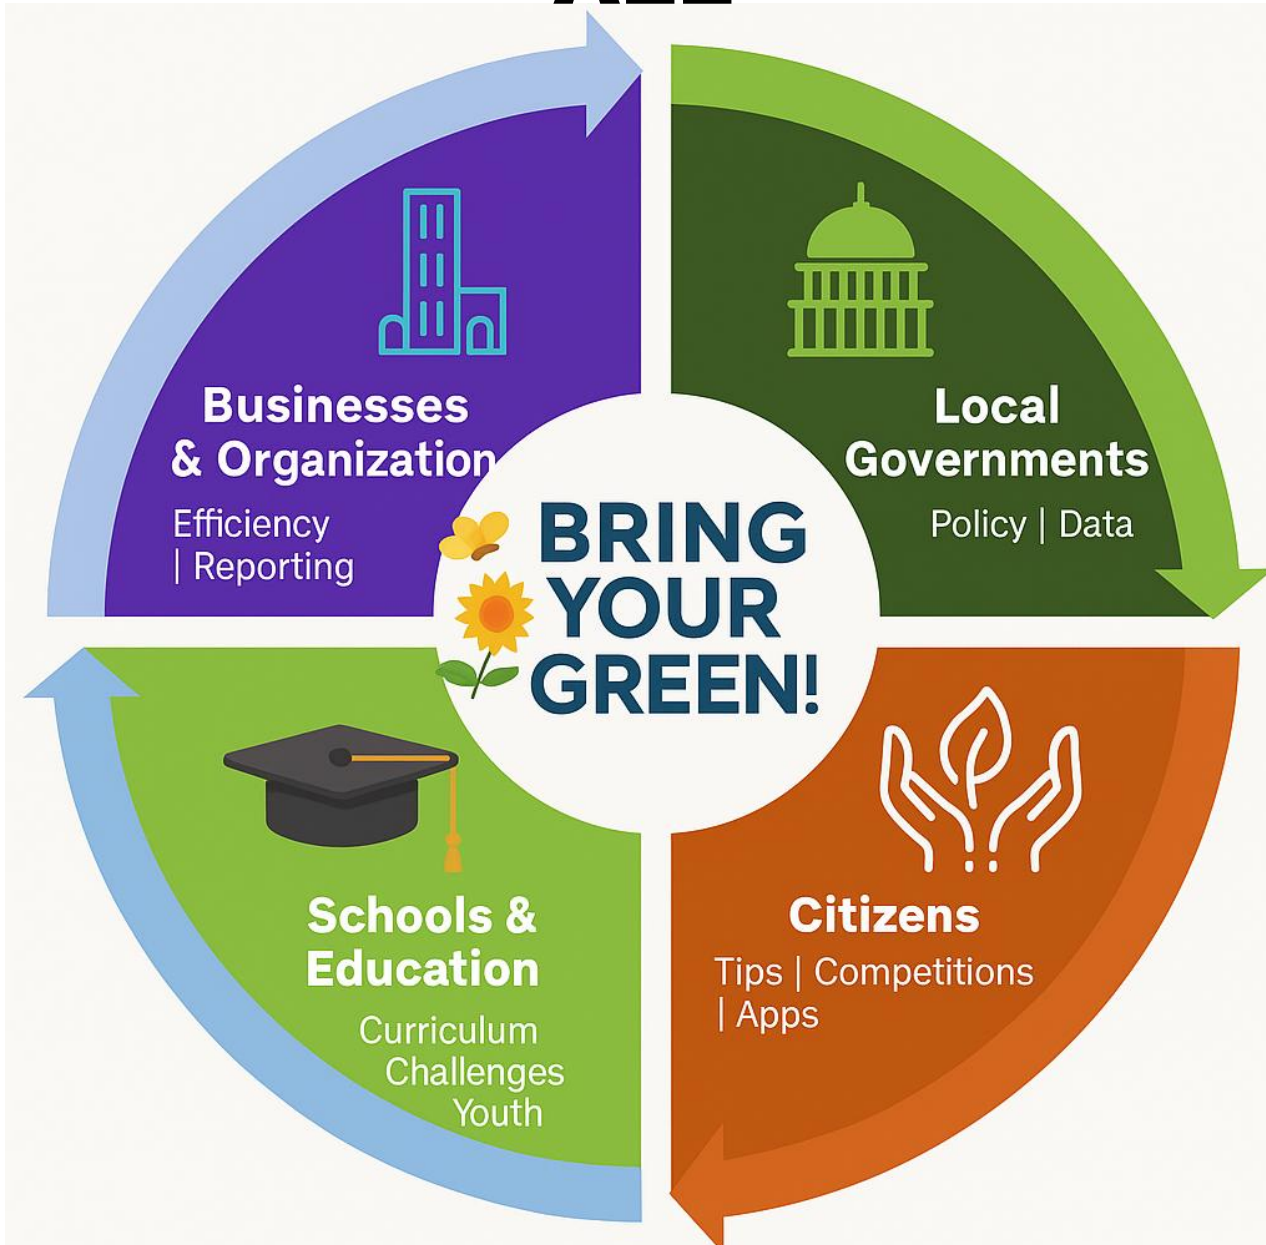 Businesses
& Organization
Efficiency
| Reporting
Local
Governments
Policy | Data
BRING
YOUR
GREEN!
Schools &
Education
Curriculum
Challenges
Youth
Citizens
Tips | Competitions
| Apps